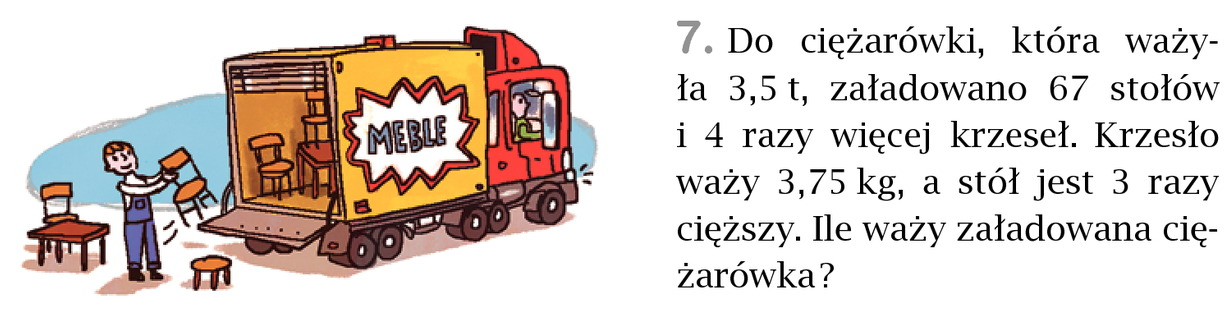 MEBLE
7. Do ciężarówki, która waży-
ła 3,5 t, załadowano 67 stołów
i 4 razy więcej krzeseł. Krzesło
waży 3,75 kg, a stół jest 3 razy
cięższy. Ile waży załadowana cię-
żarówka?